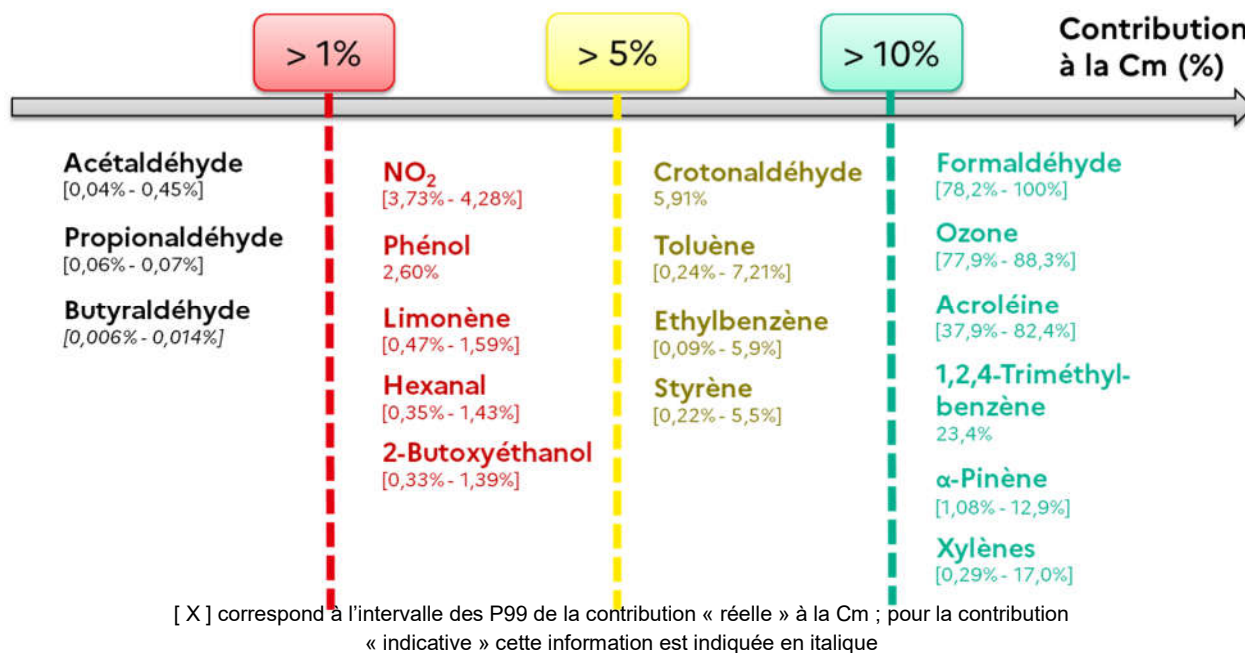 > 1%
> 5%
> 10%
Contribution
à la Cm (%)
Acétaldéhyde
[0,04% - 0,45%]
Propionaldéhyde
[0,06% - 0,07%]
Butyraldéhyde
[0,006% - 0,014%]
NO₂
[3,73% - 4,28%]
Phénol
2,60%
Limonène
[0,47% - 1,59%]
Hexanal
[0,35% - 1,43%]
2-Butoxyéthanol
[0,33% - 1,39%]
Crotonaldéhyde
5,91%
Toluène
[0,24% - 7,21%]
Ethylbenzène
[0,09% - 5,9%]
Styrène
[0,22% - 5,5%]
Formaldéhyde
[78,2% - 100%]
Ozone
[77,9% - 88,3%]
Acroléine
[37,9% - 82,4%]
1,2,4-Triméthyl-
benzène
23,4%
α-Pinène
[1,08% - 12,9%]
Xylènes
[0,29% - 17,0%]
[ X ] correspond à l'intervalle des P99 de la contribution « réelle » à la Cm ; pour la contribution
« indicative » cette information est indiquée en italique